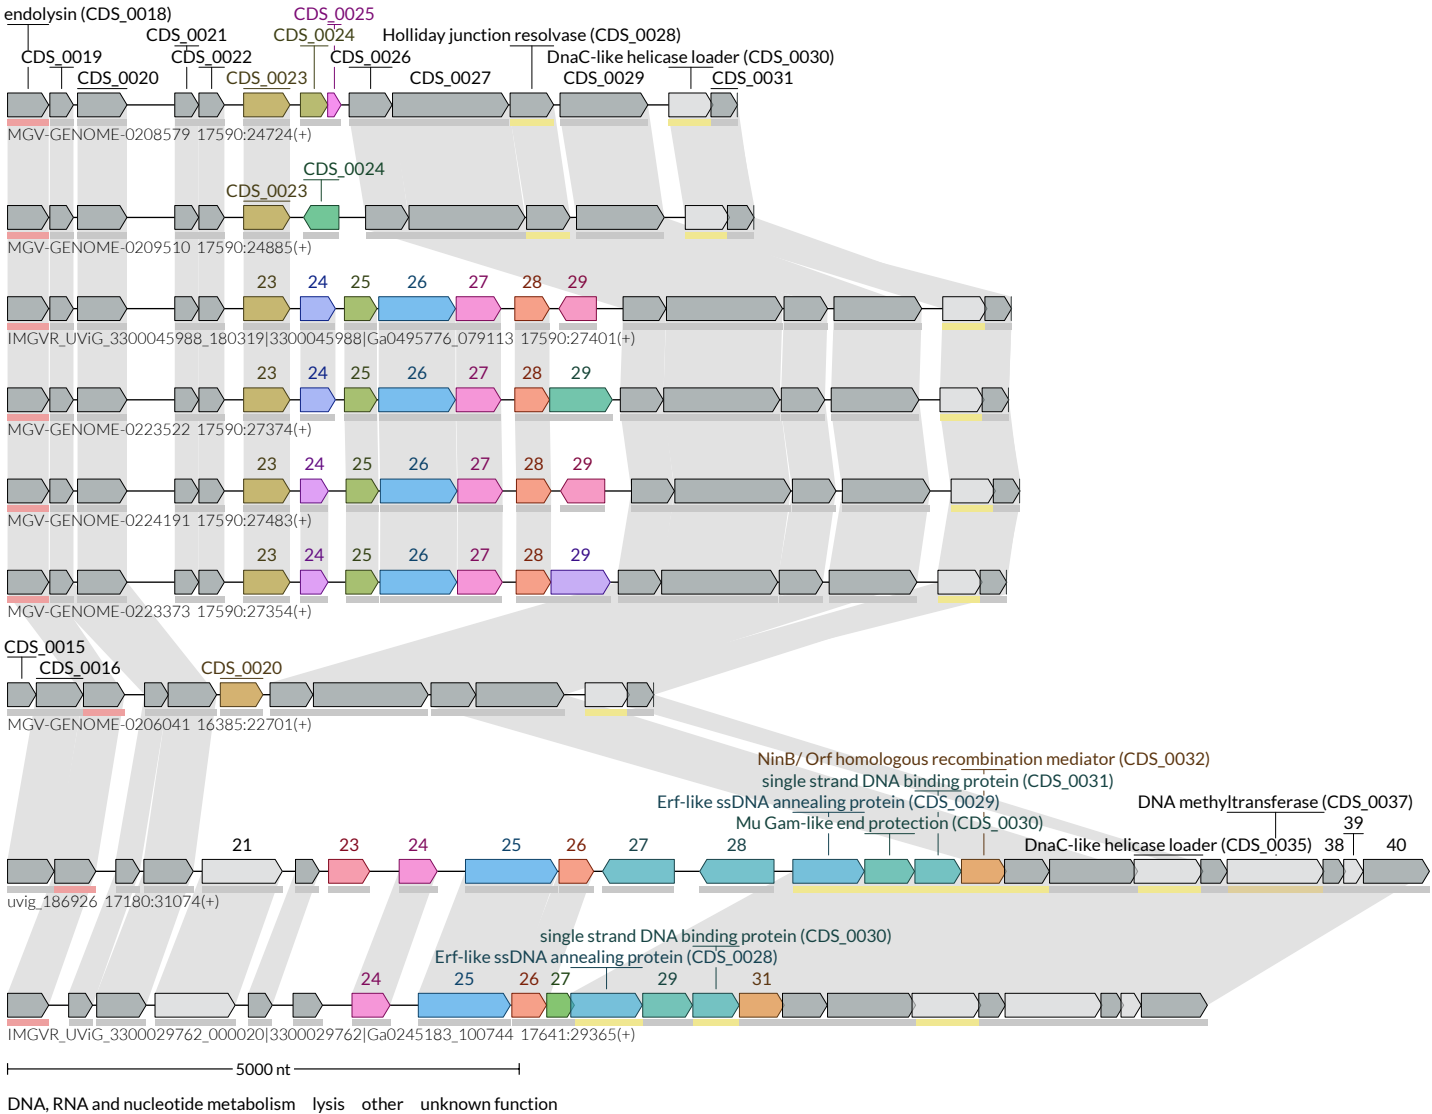 endolysin (CDS_0018)
CDS_0025
CDS_0021
CDS_0024
Holliday junction resolvase (CDS_0028)
CDS_0019
CDS_0022
CDS_0026
DnaC-like helicase loader (CDS_0030)
CDS_0020
CDS_0023
CDS_0027
CDS_0029
CDS_0031
MGV-GENOME-0208579 17590:24724(+)
CDS_0024
CDS_0023
MGV-GENOME-0209510 17590:24885(+)
23 24 25 26 27 28 29
IMGVR_UViG_3300045988_180319|3300045988|Ga0495776_079113 17590:27401(+)
23 24 25 26 27 28 29
MGV-GENOME-0223522 17590:27374(+)
23 24 25 26 27 28 29
MGV-GENOME-0224191 17590:27483(+)
23 24 25 26 27 28 29
MGV-GENOME-0223373 17590:27354(+)
CDS_0015
CDS_0016
CDS_0020
MGV-GENOME-0206041 16385:22701(+)
NinB/ Orf homologous recombination mediator (CDS_0032)
single strand DNA binding protein (CDS_0031)
Erf-like ssDNA annealing protein (CDS_0029)
DNA methyltransferase (CDS_0037)
Mu Gam-like end protection (CDS_0030)
39
21 23 24 25 26 27 28
DnaC-like helicase loader (CDS_0035)
38 40
uvig_186926 17180:31074(+)
single strand DNA binding protein (CDS_0030)
Erf-like ssDNA annealing protein (CDS_0028)
24 25 26 27 29 31
IMGVR_UViG_3300029762_000020|3300029762|Ga0245183_100744 17641:29365(+)
5000 nt
DNA, RNA and nucleotide metabolism lysis other unknown function